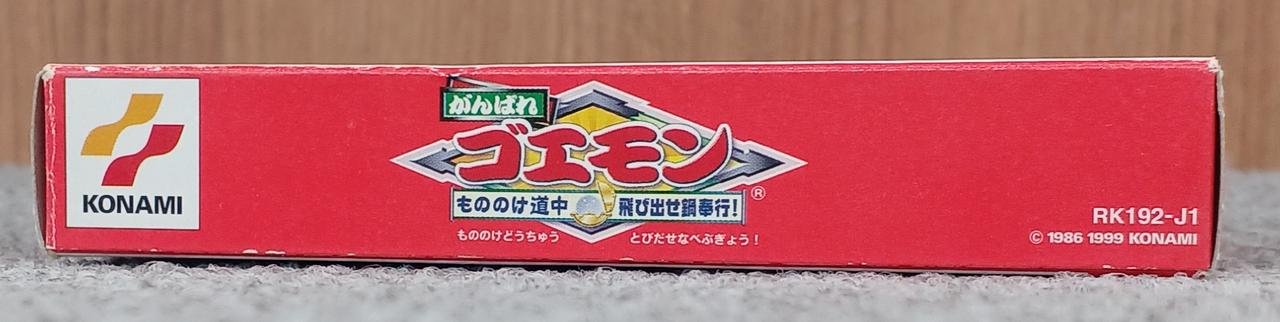 KONAMI
がんばれ
ゴエモン
もののけ道中 飛び出せ鍋奉行! ®
もののけどうちゅう とびだせなべぶぎょう!
RK192-J1
© 1986 1999 KONAMI